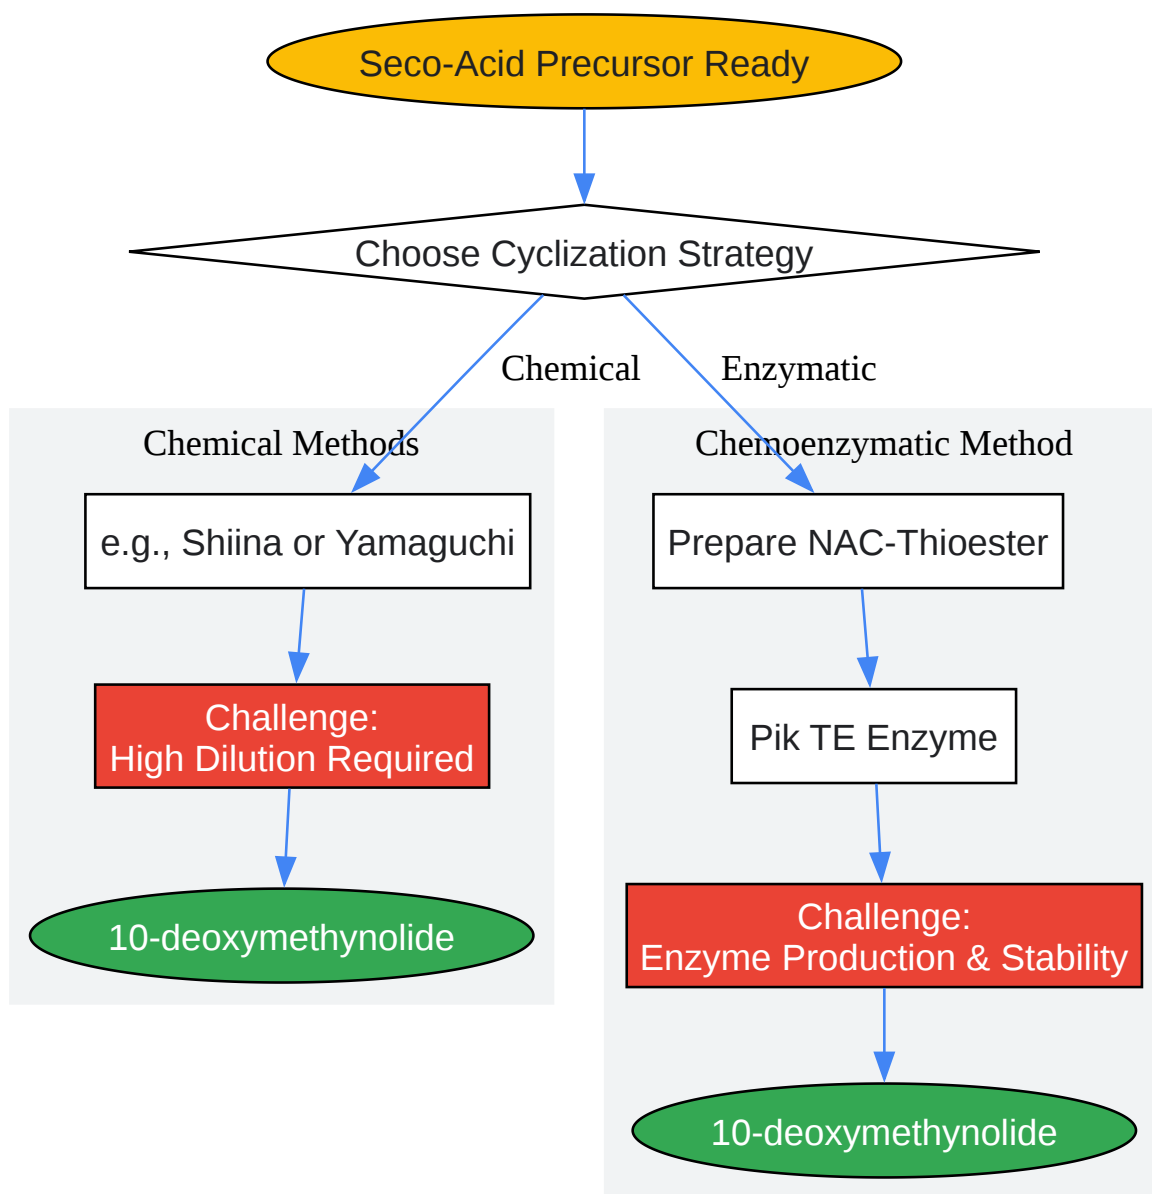 Seco-Acid Precursor Ready
Choose Cyclization Strategy
Chemical
Enzymatic
Chemical Methods
e.g., Shiina or Yamaguchi
Challenge:
High Dilution Required
10-deoxymethynolide
Chemoenzymatic Method
Prepare NAC-Thioester
Pik TE Enzyme
Challenge:
Enzyme Production & Stability
10-deoxymethynolide